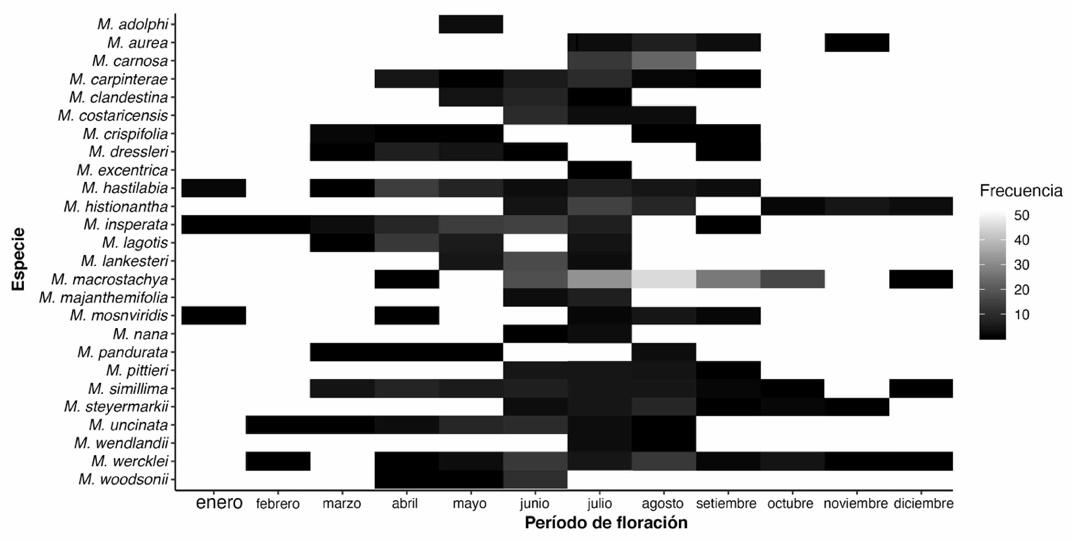 M. adolphi
M. aurea
M. carnosa
M. carpinterae
M. clandestina
M. costaricensis
M. crispifolia
M. dressleri
M. excentrica
M. hastilabia
M. histionantha
M. insperata
M. lagotis
M. lankesteri
M. macrostachya
M. majanthemifolia
M. mosnviridis
M. nana
M. pandurata
M. pittieri
M. simillima
M. steyermarkii
M. uncinata
M. wendlandii
M. wercklei
M. woodsonii
Especie
enero febrero marzo abril mayo junio julio agosto setiembre octubre noviembre diciembre
Período de floración
Frecuencia
50
40
30
20
10